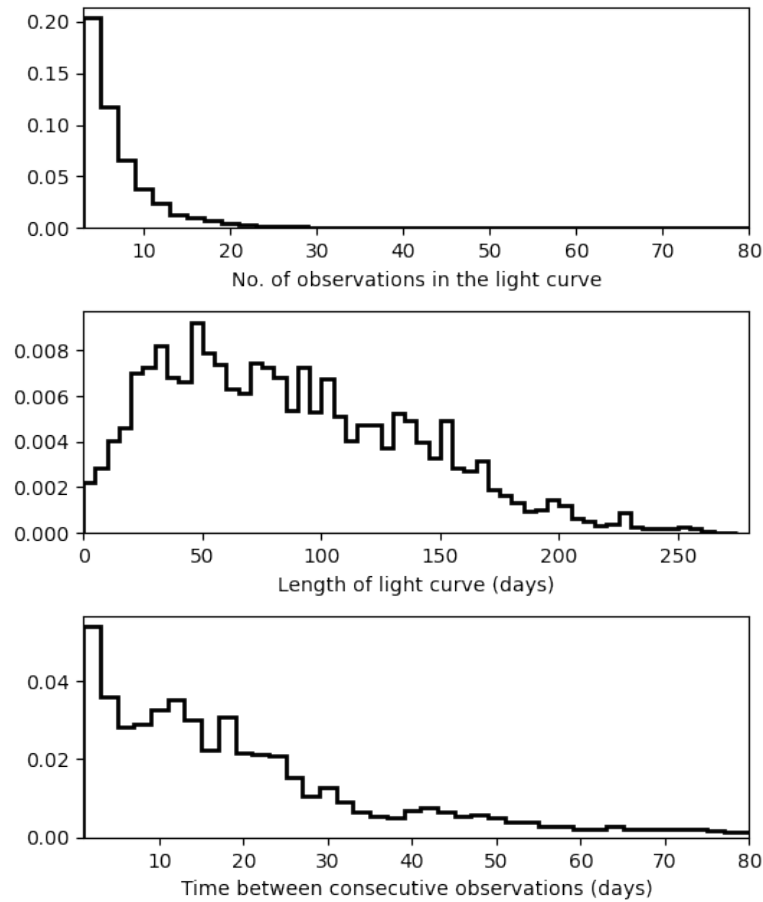 0.20
0.15
0.10
0.05
0.00
10 20 30 40 50 60 70 80
No. of observations in the light curve
0.008
0.006
0.004
0.002
0.000
0 50 100 150 200 250
Length of light curve (days)
0.04
0.02
0.00
10 20 30 40 50 60 70 80
Time between consecutive observations (days)